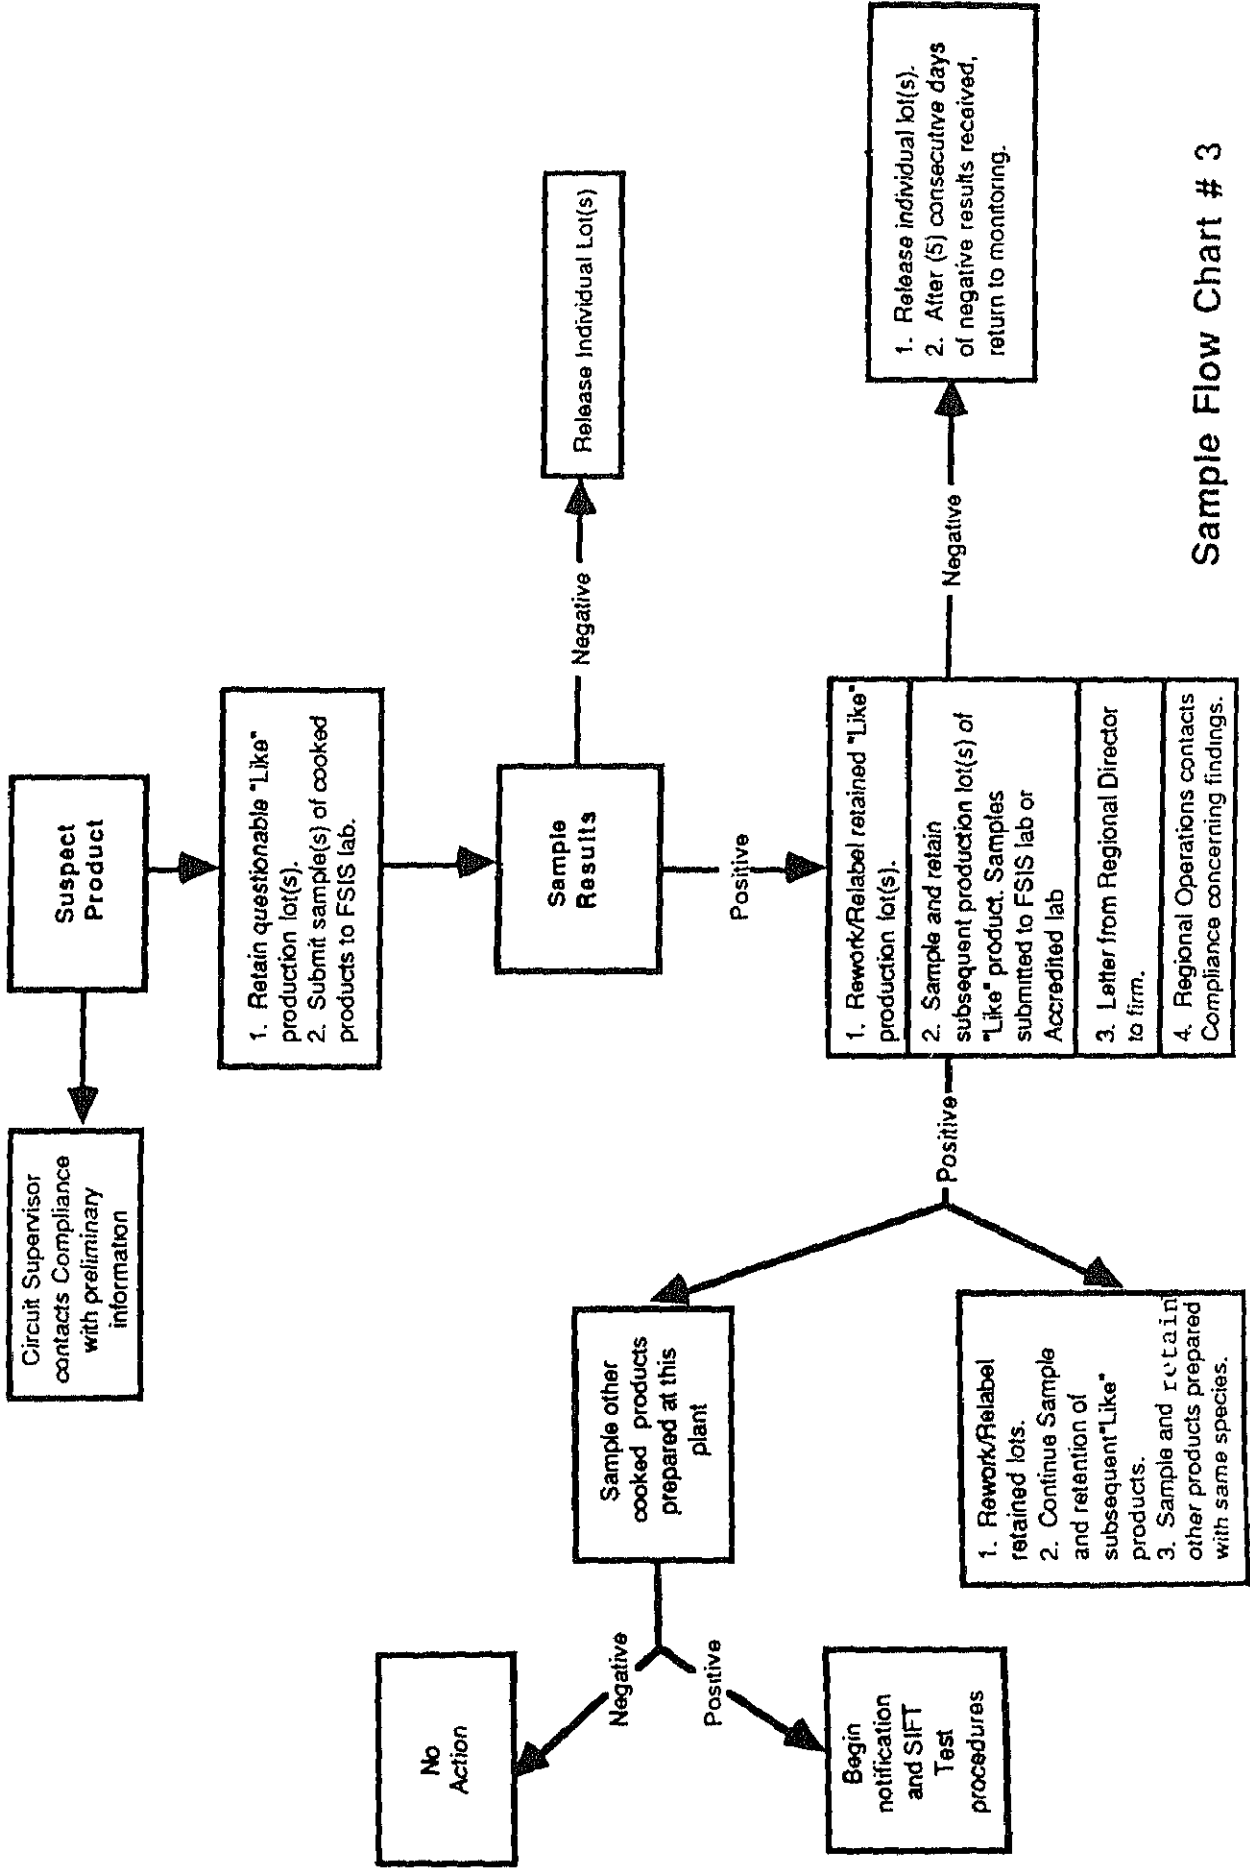 Circuit Supervisor
contacts Compliance
with preliminary
information
Suspect
Product
1. Retain questionable "Like"
production lot(s).
2. Submit sample(s) of cooked
products to FSIS lab.
Sample
Results
Negative
Release Individual Lot(s)
Positive
1. Rework/Relabel retained "Like"
production lot(s).
2. Sample and retain
subsequent production lot(s) of
"Like" product. Samples
submitted to FSIS lab or
Accredited lab
3. Letter from Regional Director
to firm.
4. Regional Operations contacts
Compliance concerning findings.
Negative
1. Release individual lot(s).
2. After (5) consecutive days
of negative results received,
return to monitoring.
Positive
Sample other
cooked products
prepared at this
plant
1. Rework/Relabel
retained lots.
2. Continue Sample
and retention of
subsequent "Like"
products.
3. Sample and retain
other products prepared
with same species.
Negative
No
Action
Positive
Begin
notification
and SIFT
Test
procedures
Sample Flow Chart # 3